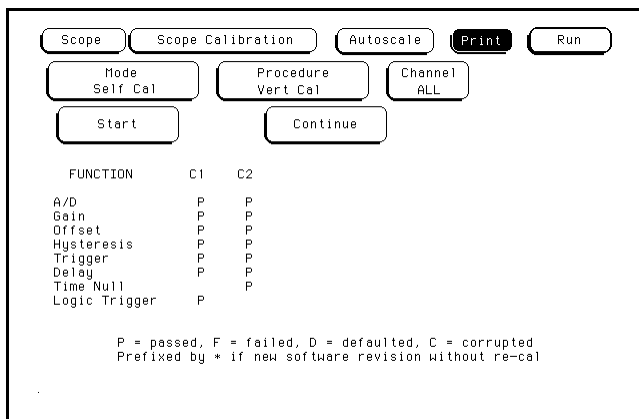 Scope Scope Calibration Autoscale Print Run
Mode Procedure Channel
Self Cal Vert Cal ALL
Start Continue
FUNCTION C1 C2
A/D P P
Gain P P
Offset P P
Hysteresis P P
Trigger P P
Delay P P
Time Null P
Logic Trigger P
P = passed, F = failed, D = defaulted, C = corrupted
Prefixed by * if new software revision without re-cal